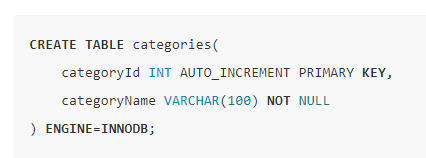 CREATE TABLE categories(
    categoryId INT AUTO_INCREMENT PRIMARY KEY,
    categoryName VARCHAR(100) NOT NULL
) ENGINE=INNODB;